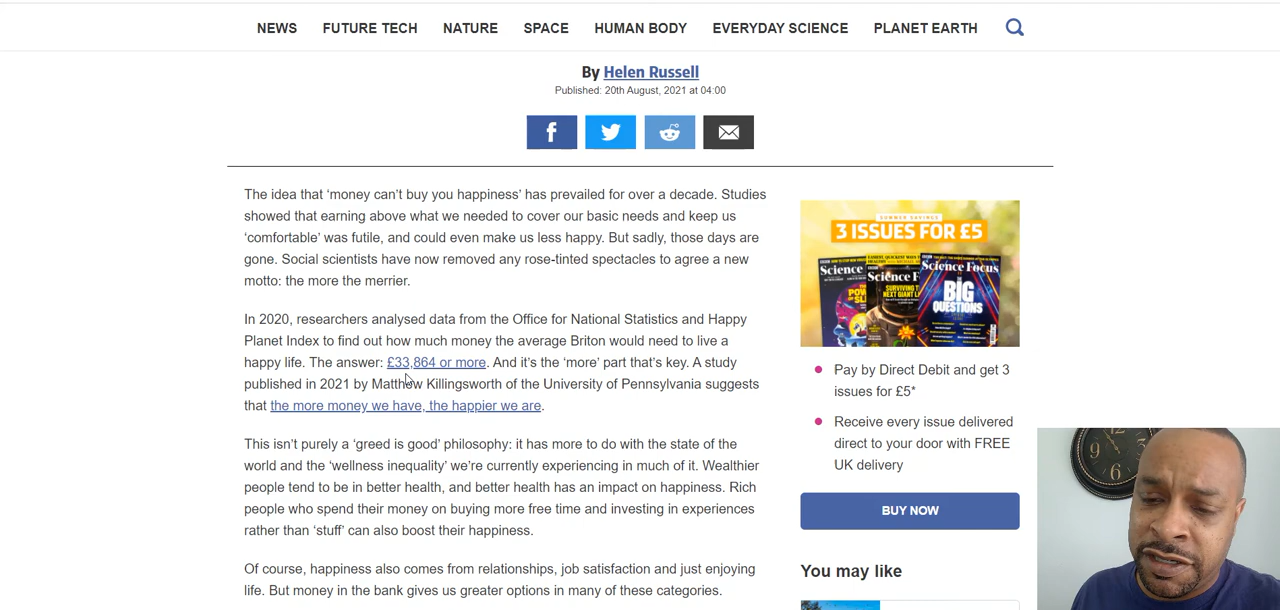 NEWS
FUTURE TECH
NATURE
SPACE
HUMAN BODY
EVERYDAY SCIENCE
PLANET EARTH
By Helen Russell
Published: 20th August, 2021 at 04:00
The idea that ‘money can’t buy you happiness’ has prevailed for over a decade. Studies
showed that earning above what we needed to cover our basic needs and keep us
‘comfortable’ was futile, and could even make us less happy. But sadly, those days are
gone. Social scientists have now removed any rose-tinted spectacles to agree a new
motto: the more the merrier.
In 2020, researchers analysed data from the Office for National Statistics and Happy
Planet Index to find out how much money the average Briton would need to live a
happy life. The answer: £33,864 or more. And it’s the ‘more’ part that’s key. A study
published in 2021 by Matthew Killingsworth of the University of Pennsylvania suggests
that the more money we have, the happier we are.
This isn’t purely a ‘greed is good’ philosophy: it has more to do with the state of the
world and the ‘wellness inequality’ we’re currently experiencing in much of it. Wealthier
people tend to be in better health, and better health has an impact on happiness. Rich
people who spend their money on buying more free time and investing in experiences
rather than ‘stuff’ can also boost their happiness.
Of course, happiness also comes from relationships, job satisfaction and just enjoying
life. But money in the bank gives us greater options in many of these categories.
SUMMER SAVINGS
3 ISSUES FOR £5
Science
Science Fo
Science Focus
SURVIVING
NEXT GIANT
THE
BIG
QUESTIONS
Pay by Direct Debit and get 3
issues for £5*
Receive every issue delivered
direct to your door with FREE
UK delivery
BUY NOW
You may like